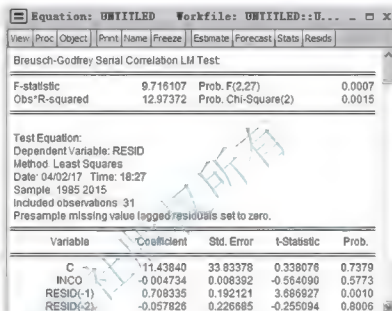 Equation: UNTITLED Workfile: UNTITLED::U...
View Proc Object Print Name Freeze Estimate Forecast Stats Resids
Breusch-Godfrey Serial Correlation LM Test:
F-statistic 9.716107 Prob. F(2,27) 0.0007
Obs*R-squared 12.97372 Prob. Chi-Square(2) 0.0015
Test Equation:
Dependent Variable: RESID
Method: Least Squares
Date: 04/02/17 Time: 18:27
Sample: 1985 2015
Included observations: 31
Presample missing value lagged residuals set to zero.
Variable Coefficient Std. Error t-Statistic Prob.
C 11.43840 33.83378 0.338076 0.7379
INCO -0.004734 0.008392 -0.564090 0.5773
RESID(-1) 0.708335 0.192121 3.686927 0.0010
RESID(-2) -0.057826 0.226685 -0.255094 0.8006